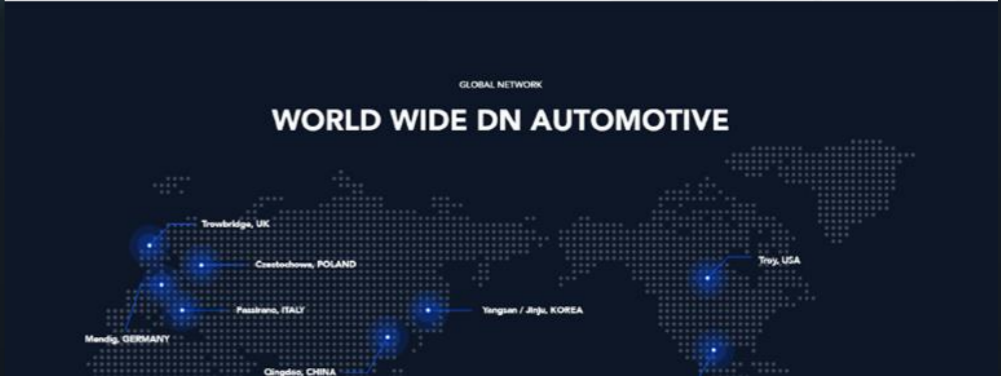 GLOBAL NETWORK
WORLD WIDE DN AUTOMOTIVE
Trowbridge, UK
Czestochowa, POLAND
Troy, USA
Passirano, ITALY
Yangsan / Jinju, KOREA
Mendig, GERMANY
Qingdao, CHINA